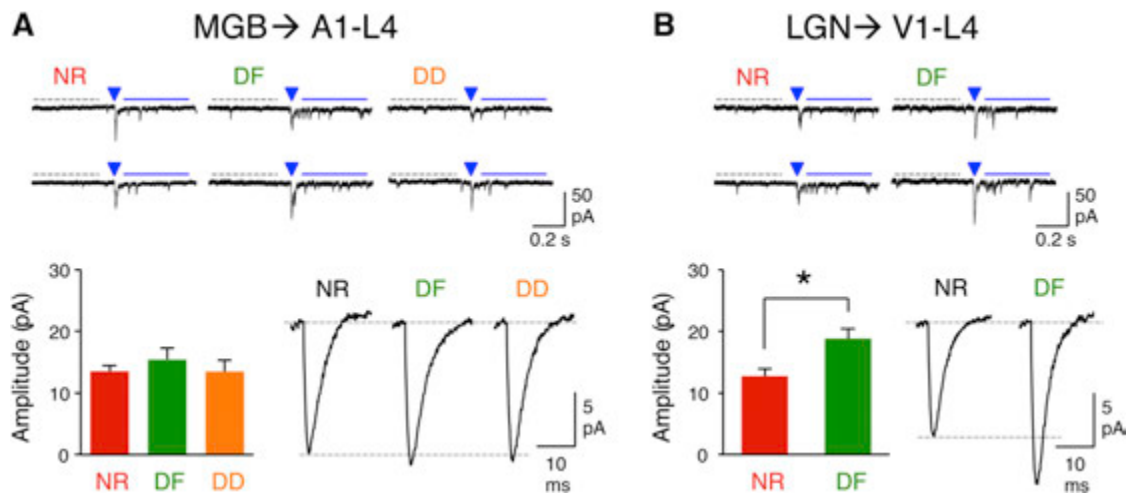 A MGB→ A1-L4
NR DF DD
50
pA
0.2 s
Amplitude (pA)
30
20
10
0
NR DF DD
NR DF DD
5
pA
10
ms
B LGN→ V1-L4
NR DF
50
pA
0.2 s
Amplitude (pA)
30
20
10
0
*
NR DF
NR DF
5
pA
10
ms